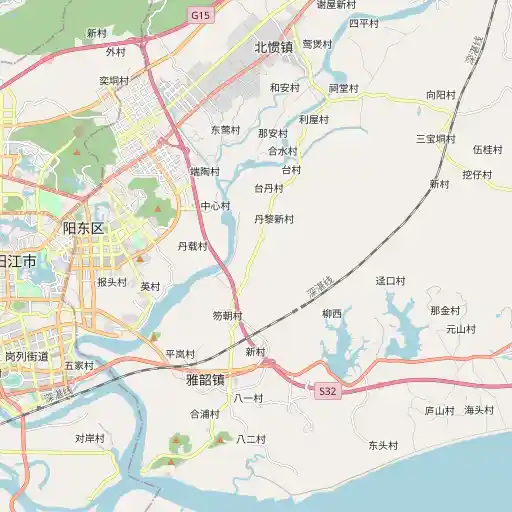 谢屋新村
G15
四平村
新村
莺煲村
北惯镇
外村
奕垌村
深湛线
和安村
祠堂村
向阳村
利屋村
东莺村
那安村
三宝垌村
合水村
伍桂村
端陶村
台村
挖仔村
台丹村
新村
中心村
丹黎新村
阳东区
丹载村
阳江市
报头村
英村
深湛线
迳口村
笏朝村
柳西
那金村
元山村
平岚村
新村
岗列街道
五家村
雅韶镇
S32
深湛线
八一村
合浦村
庐山村
海头村
对岸村
八二村
东头村